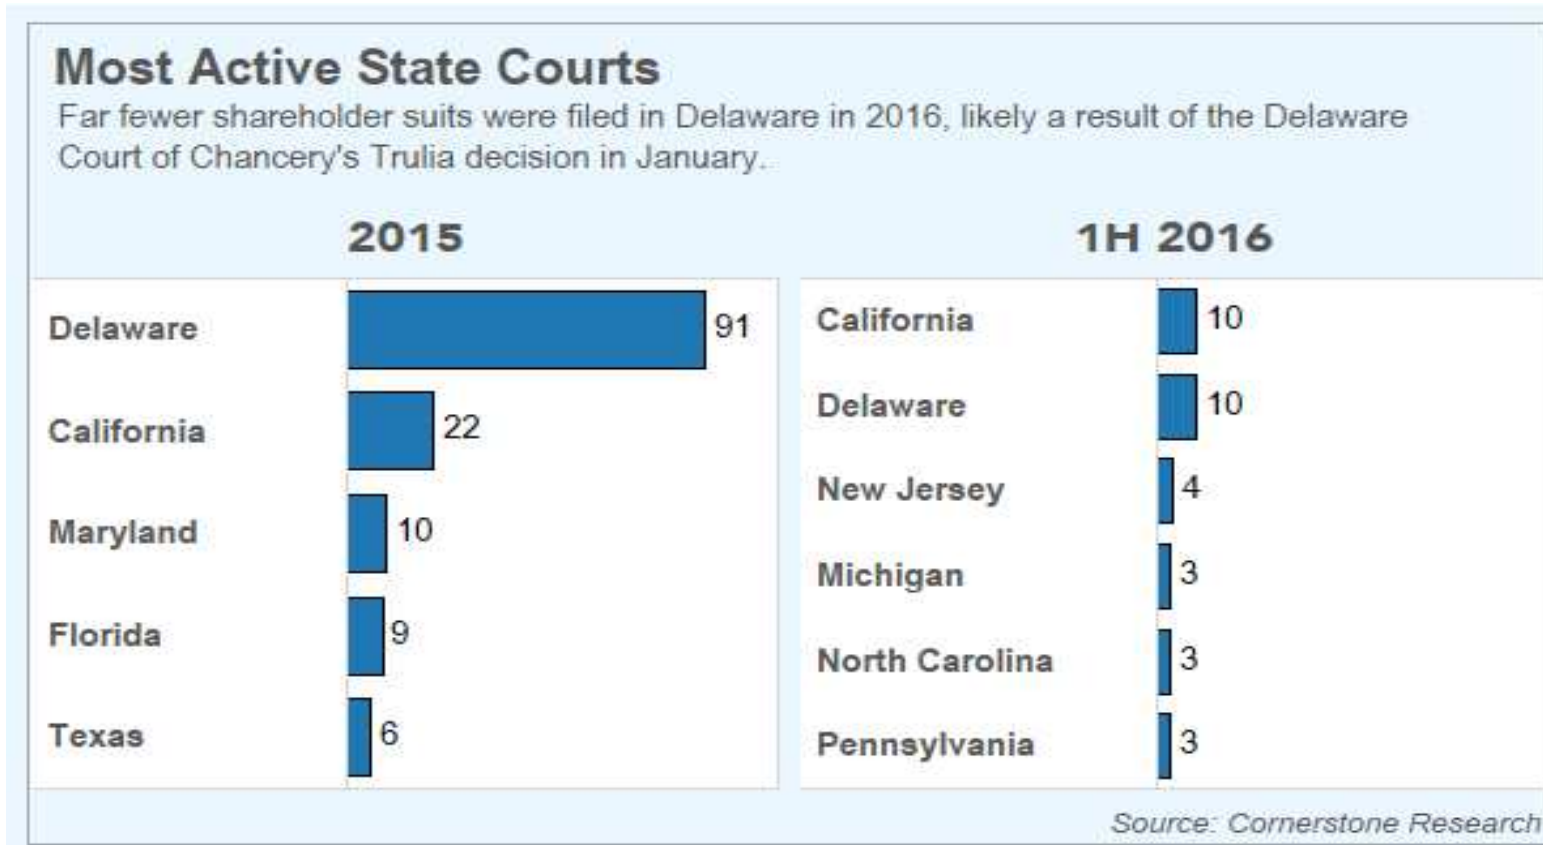 Most Active State Courts
Far fewer shareholder suits were filed in Delaware in 2016, likely a result of the Delaware
Court of Chancery's Trulia decision in January.
2015
Delaware 91
California 22
Maryland 10
Florida 9
Texas 6
1H 2016
California 10
Delaware 10
New Jersey 4
Michigan 3
North Carolina 3
Pennsylvania 3
Source: Cornerstone Research